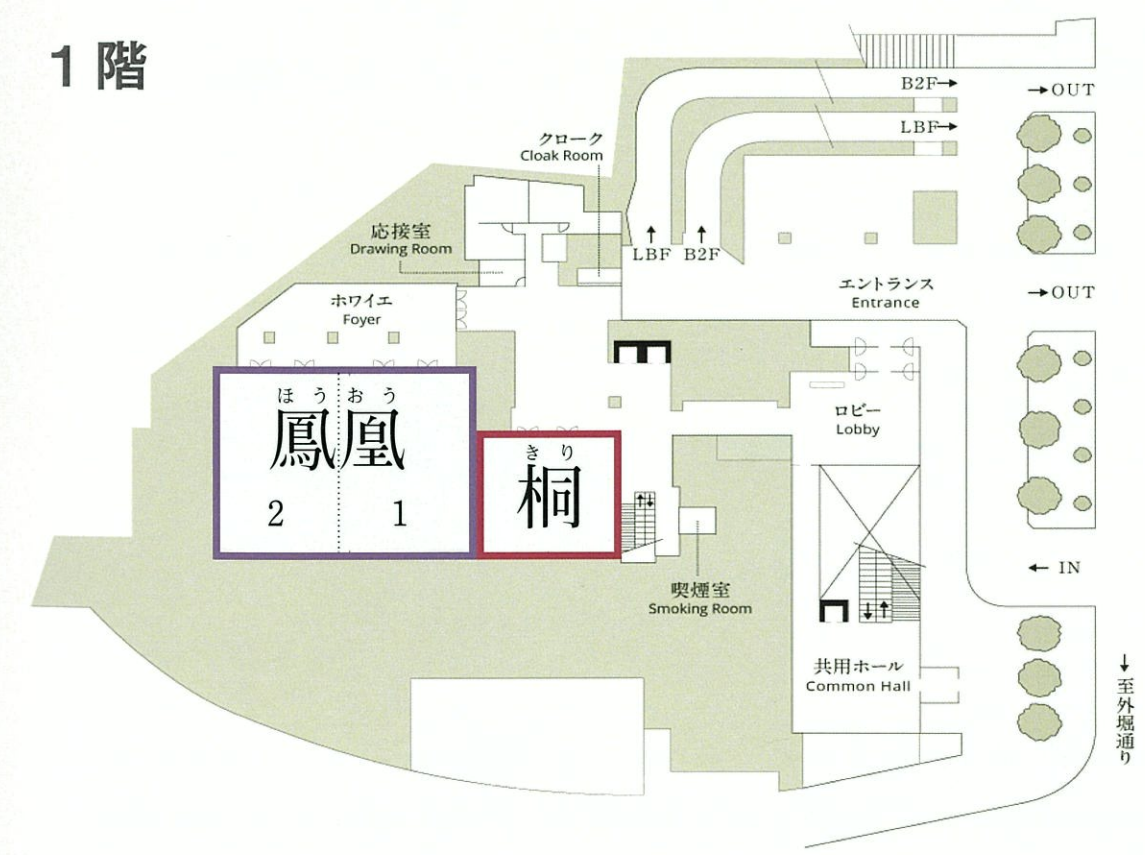 1 階
B2F→
→OUT
LBF→
クローク
Cloak Room
応接室
Drawing Room
↑ ↑
LBF B2F
エントランス
Entrance
→OUT
ホワイエ
Foyer
ほうおう
鳳凰
2 1
きり
桐
ロビー
Lobby
← IN
喫煙室
Smoking Room
共用ホール
Common Hall
↓至外堀通り